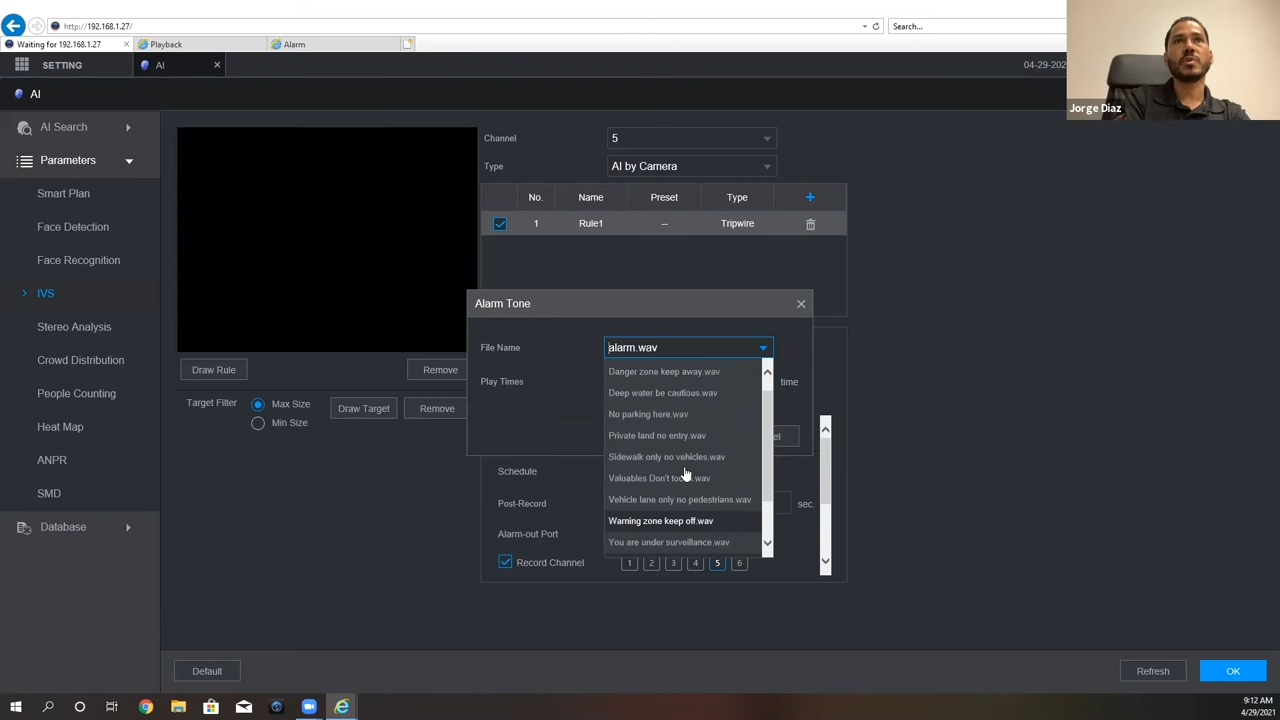 http://192.168.1.27/
Search...
Waiting for 192.168.1.27
Playback
Alarm
SETTING
AI
04-29-202
AI
Jorge Diaz
AI Search
Parameters
Smart Plan
Face Detection
Face Recognition
IVS
Stereo Analysis
Crowd Distribution
People Counting
Heat Map
ANPR
SMD
Database
Channel
5
Type
AI by Camera
No. Name Preset Type +
1 Rule1 -- Tripwire
Draw Rule
Remove
Target Filter
Max Size
Min Size
Draw Target
Remove
Alarm Tone
File Name
alarm.wav
Play Times
time
Danger zone keep away.wav
Deep water be cautious.wav
No parking here.wav
Private land no entry.wav
Sidewalk only no vehicles.wav
Valuables Don't .wav
Vehicle lane only no pedestrians.wav
Warning zone keep off.wav
You are under surveillance.wav
Schedule
Post-Record
sec.
Alarm-out Port
Record Channel
1 2 3 4 5 6
Default
Refresh
OK
9:12 AM
4/29/2021